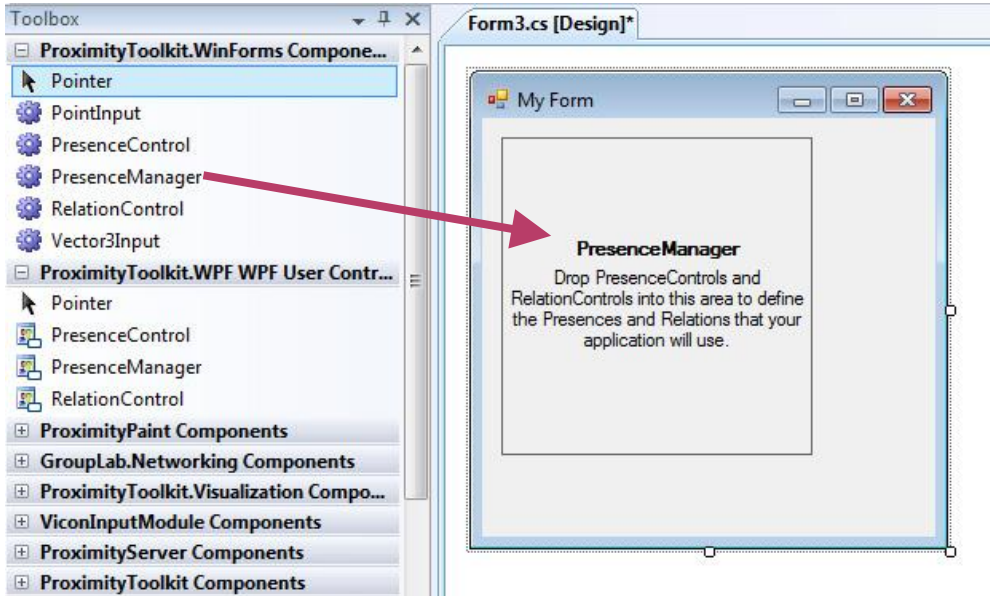 Toolbox
ProximityToolkit.WinForms Compone...
Pointer
PointInput
PresenceControl
PresenceManager
RelationControl
Vector3Input
ProximityToolkit.WPF WPF User Contr...
Pointer
PresenceControl
PresenceManager
RelationControl
ProximityPaint Components
GroupLab.Networking Components
ProximityToolkit.Visualization Compo...
ViconInputModule Components
ProximityServer Components
ProximityToolkit Components
Form3.cs [Design]*
My Form
PresenceManager
Drop PresenceControls and
RelationControls into this area to define
the Presences and Relations that your
application will use.